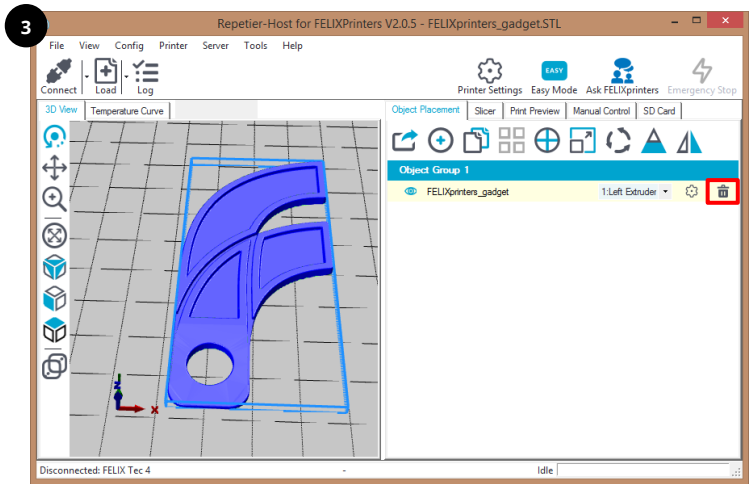 3
Repetier-Host for FELIXPrinters V2.0.5 - FELIXprinters_gadget.STL
File View Config Printer Server Tools Help
Connect Load Log Printer Settings EASY Easy Mode Ask FELIXprinters Emergency Stop
3D View Temperature Curve Object Placement Slicer Print Preview Manual Control SD Card
Object Group 1
FELIXprinters_gadget 1:Left Extruder
Z
X
Disconnected: FELIX Tec 4 - Idle